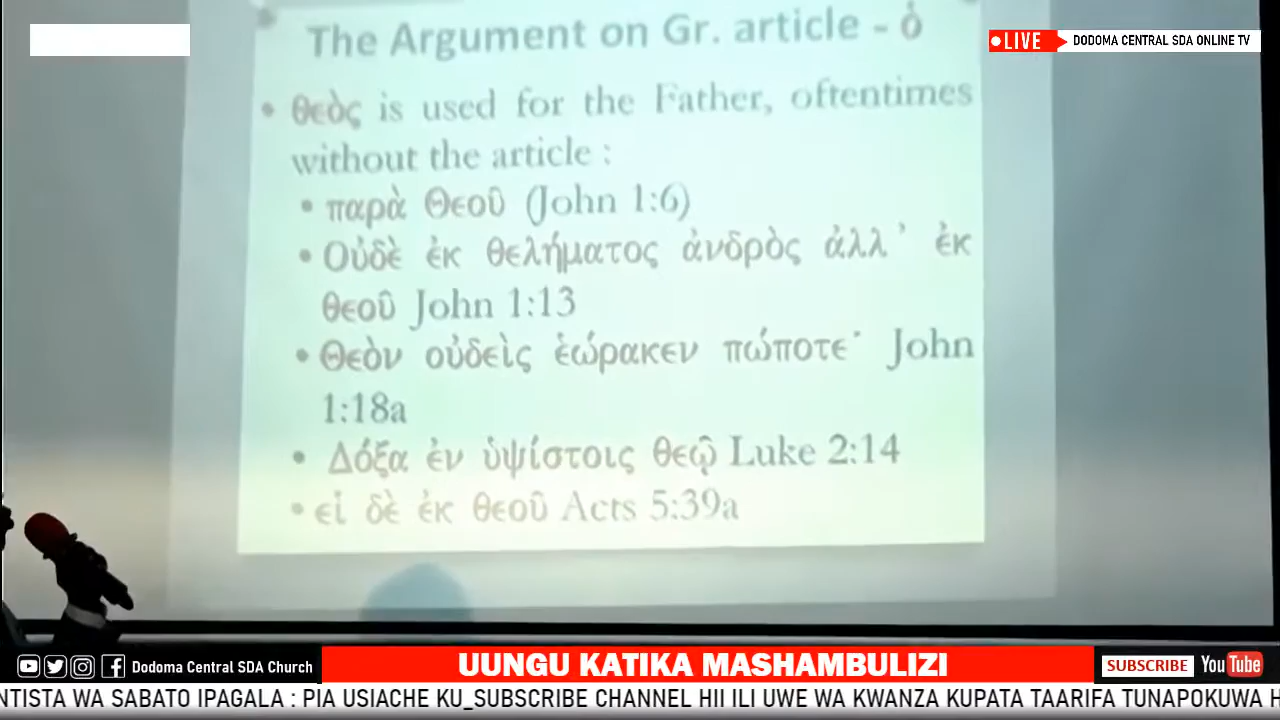 The Argument on Gr. article - ὁ
LIVE
DODOMA CENTRAL SDA ONLINE TV
• θεὸς is used for the Father, oftentimes
without the article :
• παρὰ Θεοῦ (John 1:6)
• Οὐδὲ ἐκ θελήματος ἀνδρὸς ἀλλ᾽ ἐκ
θεοῦ John 1:13
• Θεὸν οὐδεὶς ἑώρακεν πώποτε· John
1:18a
• Δόξα ἐν ὑψίστοις θεῷ Luke 2:14
• εἰ δὲ ἐκ θεοῦ Acts 5:39a
Dodoma Central SDA Church
UUNGU KATIKA MASHAMBULIZI
SUBSCRIBE YouTube
NTISTA WA SABATO IPAGALA : PIA USIACHE KU_SUBSCRIBE CHANNEL HII ILI UWE WA KWANZA KUPATA TAARIFA TUNAPOKUWA H